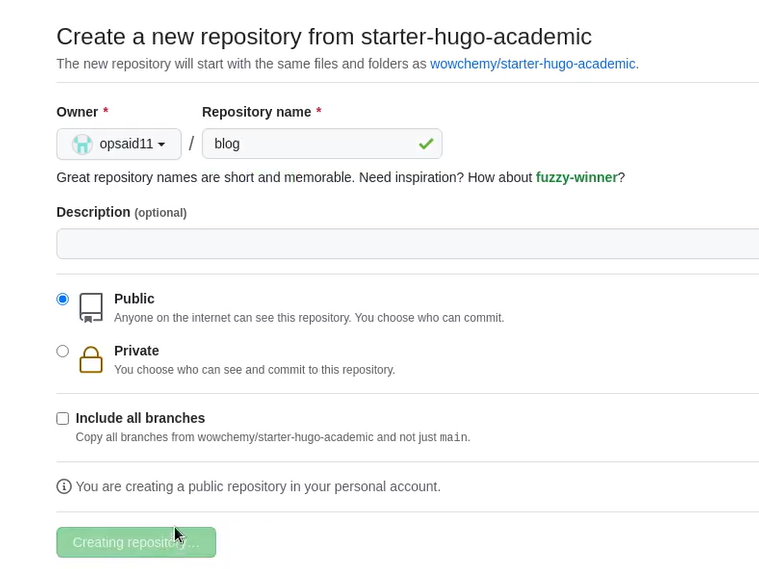 Create a new repository from starter-hugo-academic
The new repository will start with the same files and folders as wowchemy/starter-hugo-academic.
Owner * Repository name *
opsaid11 / blog
Great repository names are short and memorable. Need inspiration? How about fuzzy-winner?
Description (optional)
Public
Anyone on the internet can see this repository. You choose who can commit.
Private
You choose who can see and commit to this repository.
Include all branches
Copy all branches from wowchemy/starter-hugo-academic and not just main.
You are creating a public repository in your personal account.
Creating repository...